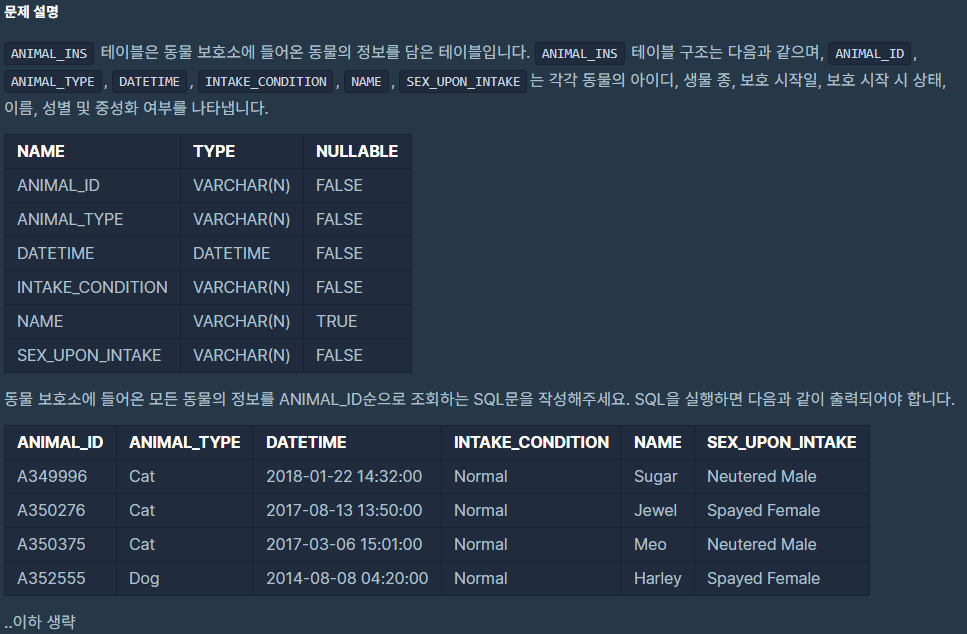 문제 설명
ANIMAL_INS 테이블은 동물 보호소에 들어온 동물의 정보를 담은 테이블입니다. ANIMAL_INS 테이블 구조는 다음과 같으며, ANIMAL_ID ,
ANIMAL_TYPE , DATETIME , INTAKE_CONDITION , NAME , SEX_UPON_INTAKE 는 각각 동물의 아이디, 생물 종, 보호 시작일, 보호 시작 시 상태,
이름, 성별 및 중성화 여부를 나타냅니다.
NAME TYPE NULLABLE
ANIMAL_ID VARCHAR(N) FALSE
ANIMAL_TYPE VARCHAR(N) FALSE
DATETIME DATETIME FALSE
INTAKE_CONDITION VARCHAR(N) FALSE
NAME VARCHAR(N) TRUE
SEX_UPON_INTAKE VARCHAR(N) FALSE
동물 보호소에 들어온 모든 동물의 정보를 ANIMAL_ID순으로 조회하는 SQL문을 작성해주세요. SQL을 실행하면 다음과 같이 출력되어야 합니다.
ANIMAL_ID ANIMAL_TYPE DATETIME INTAKE_CONDITION NAME SEX_UPON_INTAKE
A349996 Cat 2018-01-22 14:32:00 Normal Sugar Neutered Male
A350276 Cat 2017-08-13 13:50:00 Normal Jewel Spayed Female
A350375 Cat 2017-03-06 15:01:00 Normal Meo Neutered Male
A352555 Dog 2014-08-08 04:20:00 Normal Harley Spayed Female
..이하 생략